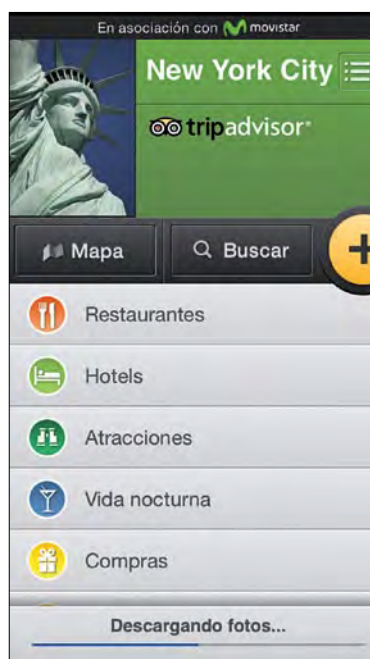 En asociación con movistar
New York City
tripadvisor®
Mapa
Buscar
+
Restaurantes
Hotels
Atracciones
Vida nocturna
Compras
Descargando fotos...